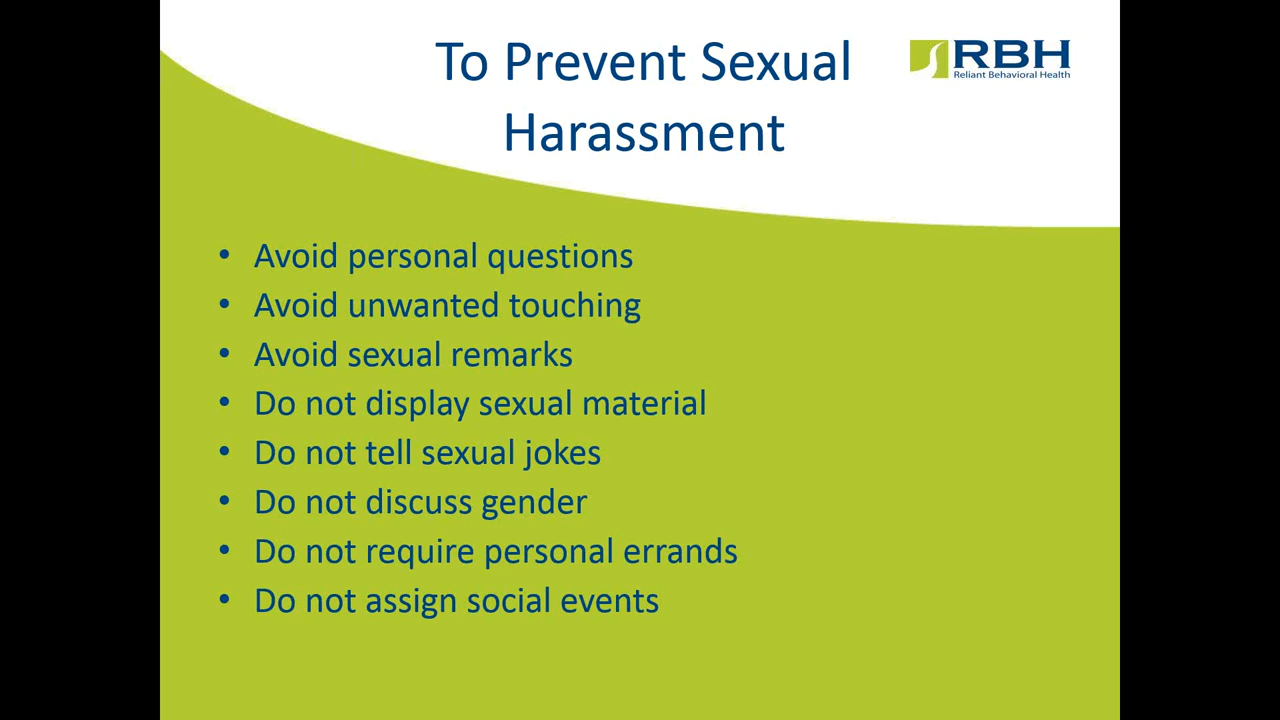 To Prevent Sexual
Harassment
RBH
Reliant Behavioral Health
• Avoid personal questions
• Avoid unwanted touching
• Avoid sexual remarks
• Do not display sexual material
• Do not tell sexual jokes
• Do not discuss gender
• Do not require personal errands
• Do not assign social events